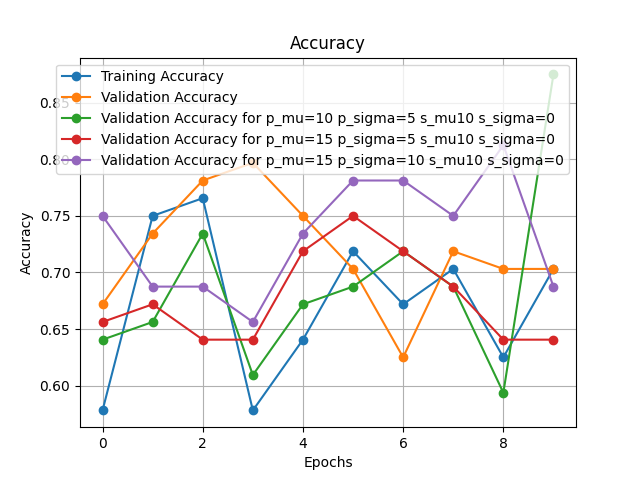 Accuracy
Training Accuracy
Validation Accuracy
Validation Accuracy for p_mu=10 p_sigma=5 s_mu10 s_sigma=0
Validation Accuracy for p_mu=15 p_sigma=5 s_mu10 s_sigma=0
Validation Accuracy for p_mu=15 p_sigma=10 s_mu10 s_sigma=0
0.85
0.80
0.75
0.70
0.65
0.60
Accuracy
0 2 4 6 8
Epochs